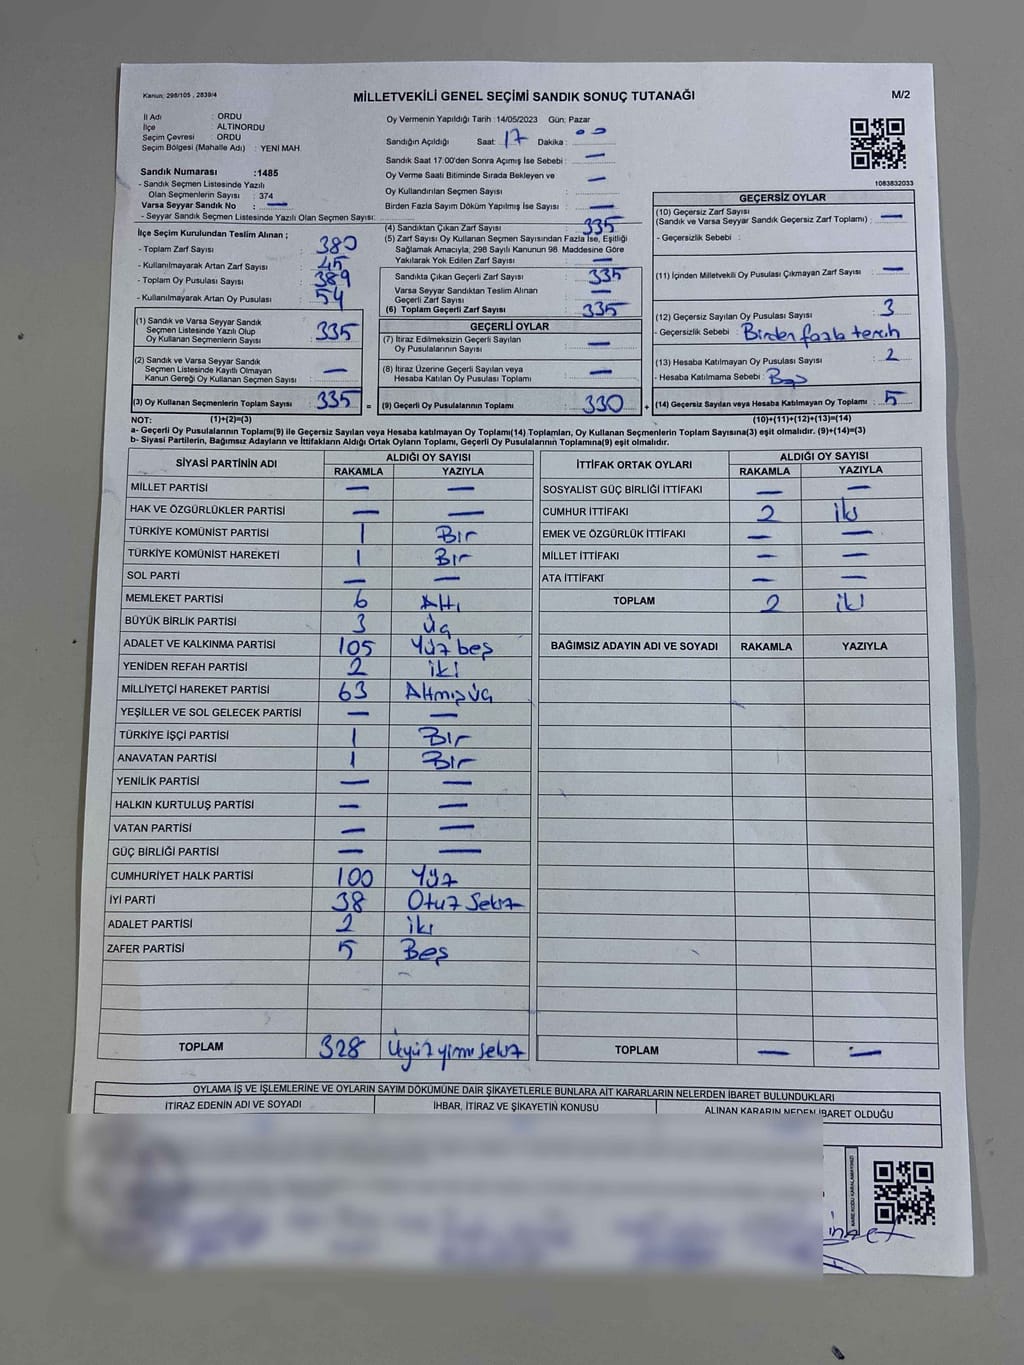 Kanun: 298/105 , 2839/4
MİLLETVEKİLİ GENEL SEÇİMİ SANDIK SONUÇ TUTANAĞI
M/2
İl Adı : ORDU
İlçe : ALTINORDU
Seçim Çevresi : ORDU
Seçim Bölgesi (Mahalle Adı) : YENİ MAH.
Sandık Numarası :1485
- Sandık Seçmen Listesinde Yazılı
Olan Seçmenlerin Sayısı : 374
Varsa Seyyar Sandık No : —
- Seyyar Sandık Seçmen Listesinde Yazılı Olan Seçmen Sayısı:
Oy Vermenin Yapıldığı Tarih : 14/05/2023 Gün: Pazar
Sandığın Açıldığı Saat: 17 Dakika : 00
Sandık Saat 17:00'den Sonra Açımış İse Sebebi : —
Oy Verme Saati Bitiminde Sırada Bekleyen ve
Oy Kullandırılan Seçmen Sayısı : —
Birden Fazla Sayım Döküm Yapılmış İse Sayısı : —
1083832033
İlçe Seçim Kurulundan Teslim Alınan ;
- Toplam Zarf Sayısı : 380
- Kullanılmayarak Artan Zarf Sayısı : 45
- Toplam Oy Pusulası Sayısı : 389
- Kullanılmayarak Artan Oy Pusulası : 54
(1) Sandık ve Varsa Seyyar Sandık
Seçmen Listesinde Yazılı Olup
Oy Kullanan Seçmenlerin Sayısı : 335
(2) Sandık ve Varsa Seyyar Sandık
Seçmen Listesinde Kayıtlı Olmayan
Kanun Gereği Oy Kullanan Seçmen Sayısı : —
(3) Oy Kullanan Seçmenlerin Toplam Sayısı : 335
(4) Sandıktan Çıkan Zarf Sayısı : 335
(5) Zarf Sayısı Oy Kullanan Seçmen Sayısından Fazla İse, Eşitliği
Sağlamak Amacıyla, 298 Sayılı Kanunun 98. Maddesine Göre
Yakılarak Yok Edilen Zarf Sayısı : —
Sandıkta Çıkan Geçerli Zarf Sayısı : 335
Varsa Seyyar Sandıktan Teslim Alınan
Geçerli Zarf Sayısı : —
(6) Toplam Geçerli Zarf Sayısı : 335
GEÇERLİ OYLAR
(7) İtiraz Edilmeksizin Geçerli Sayılan
Oy Pusulalarının Sayısı : —
(8) İtiraz Üzerine Geçerli Sayılan veya
Hesaba Katılan Oy Pusulası Toplamı : —
= (9) Geçerli Oy Pusulalarının Toplamı : 330
GEÇERSİZ OYLAR
(10) Geçersiz Zarf Sayısı
(Sandık ve Varsa Seyyar Sandık Geçersiz Zarf Toplamı) : —
- Geçersizlik Sebebi :
(11) İçinden Milletvekili Oy Pusulası Çıkmayan Zarf Sayısı : —
(12) Geçersiz Sayılan Oy Pusulası Sayısı : 3
- Geçersizlik Sebebi : Birden fazla tercih
(13) Hesaba Katılmayan Oy Pusulası Sayısı : 2
- Hesaba Katılmama Sebebi : Boş
+ (14) Geçersiz Sayılan veya Hesaba Katılmayan Oy Toplamı : 5
NOT: (1)+(2)=(3) (10)+(11)+(12)+(13)=(14)
a- Geçerli Oy Pusulalarının Toplamı(9) ile Geçersiz Sayılan veya Hesaba katılmayan Oy Toplamı(14) Toplamları, Oy Kullanan Seçmenlerin Toplam Sayısına(3) eşit olmalıdır. (9)+(14)=(3)
b- Siyasi Partilerin, Bağımsız Adayların ve İttifakların Aldığı Ortak Oyların Toplamı, Geçerli Oy Pusulalarının Toplamına(9) eşit olmalıdır.
SİYASİ PARTİNİN ADI ALDIĞI OY SAYISI
RAKAMLA YAZIYLA
MİLLET PARTİSİ — —
HAK VE ÖZGÜRLÜKLER PARTİSİ — —
TÜRKİYE KOMÜNİST PARTİSİ 1 Bır
TÜRKİYE KOMÜNİST HAREKETİ 1 Bır
SOL PARTİ — —
MEMLEKET PARTİSİ 6 Altı
BÜYÜK BİRLİK PARTİSİ 3 Üç
ADALET VE KALKINMA PARTİSİ 105 Yüz beş
YENİDEN REFAH PARTİSİ 2 iki
MİLLİYETÇİ HAREKET PARTİSİ 63 Altmış üç
YEŞİLLER VE SOL GELECEK PARTİSİ — —
TÜRKİYE İŞÇİ PARTİSİ 1 Bır
ANAVATAN PARTİSİ 1 Bır
YENİLİK PARTİSİ — —
HALKIN KURTULUŞ PARTİSİ — —
VATAN PARTİSİ — —
GÜÇ BİRLİĞİ PARTİSİ — —
CUMHURİYET HALK PARTİSİ 100 Yüz
İYİ PARTİ 38 Otuz Sekiz
ADALET PARTİSİ 2 iki
ZAFER PARTİSİ 5 Beş
TOPLAM 328 Üçyüz yirmi sekiz
İTTİFAK ORTAK OYLARI ALDIĞI OY SAYISI
RAKAMLA YAZIYLA
SOSYALİST GÜÇ BİRLİĞİ İTTİFAKI — —
CUMHUR İTTİFAKI 2 iki
EMEK VE ÖZGÜRLÜK İTTİFAKI — —
MİLLET İTTİFAKI — —
ATA İTTİFAKI — —
TOPLAM 2 iki
BAĞIMSIZ ADAYIN ADI VE SOYADI RAKAMLA YAZIYLA
TOPLAM — —
OYLAMA İŞ VE İŞLEMLERİNE VE OYLARIN SAYIM DÖKÜMÜNE DAİR ŞİKAYETLERLE BUNLARA AİT KARARLARIN NELERDEN İBARET BULUNDUKLARI
İTİRAZ EDENİN ADI VE SOYADI İHBAR, İTİRAZ VE ŞİKAYETİN KONUSU ALINAN KARARIN NEDEN İBARET OLDUĞU
KARE KODU KARALAMAYINIZ!